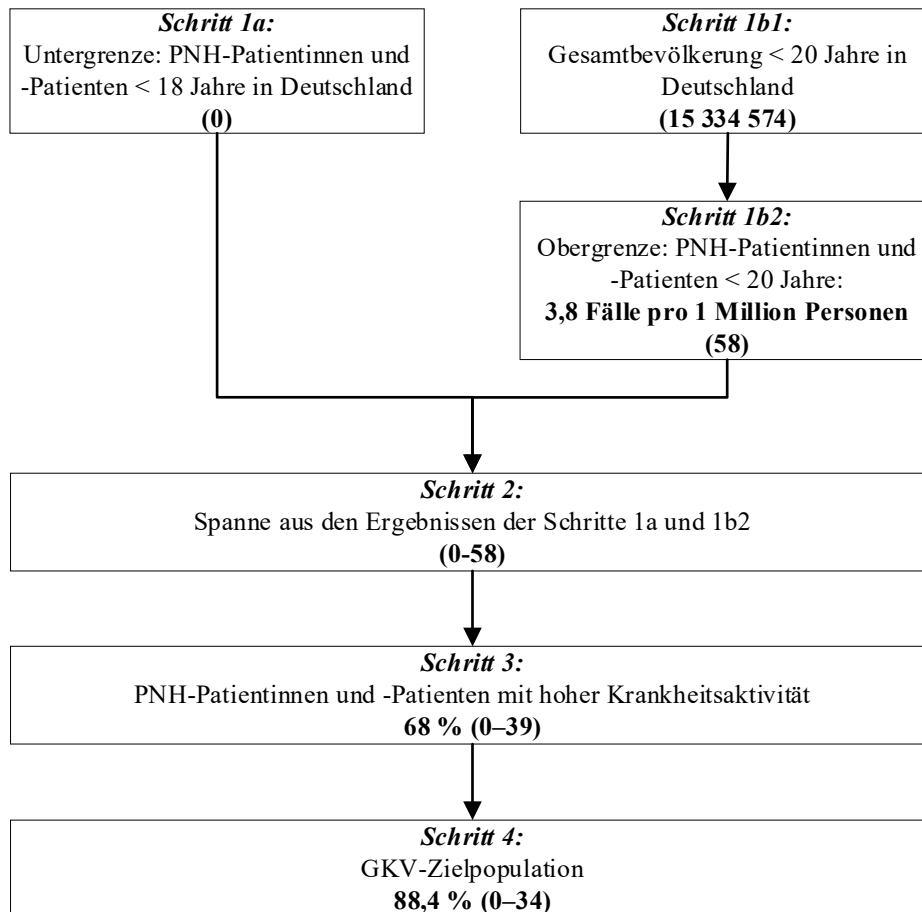 Schritt 1a:
Untergrenze: PNH-Patientinnen und
-Patienten < 18 Jahre in Deutschland
(0)
Schritt 1b1:
Gesamtbevölkerung < 20 Jahre in
Deutschland
(15 334 574)
Schritt 1b2:
Obergrenze: PNH-Patientinnen und
-Patienten < 20 Jahre:
3,8 Fälle pro 1 Million Personen
(58)
Schritt 2:
Spanne aus den Ergebnissen der Schritte 1a und 1b2
(0-58)
Schritt 3:
PNH-Patientinnen und -Patienten mit hoher Krankheitsaktivität
68 % (0–39)
Schritt 4:
GKV-Zielpopulation
88,4 % (0–34)